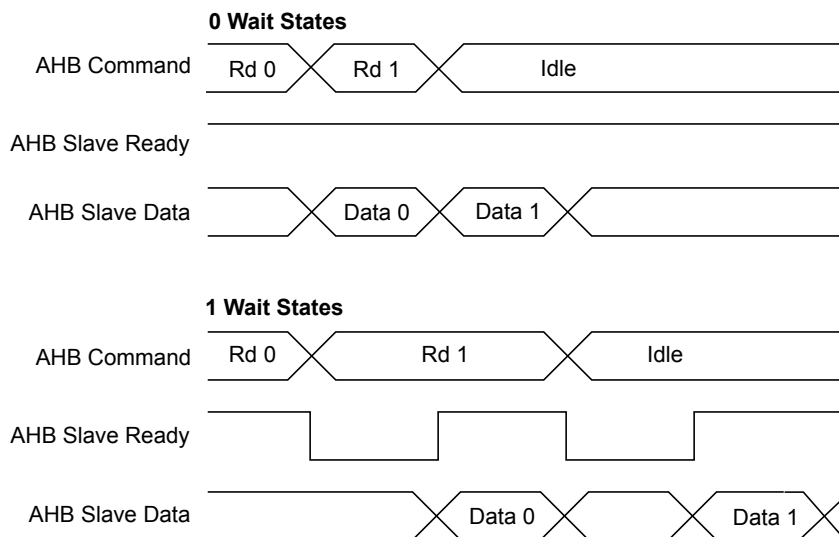 0 Wait States
AHB Command Rd 0 Rd 1 Idle
AHB Slave Ready
AHB Slave Data Data 0 Data 1
1 Wait States
AHB Command Rd 0 Rd 1 Idle
AHB Slave Ready
AHB Slave Data Data 0 Data 1